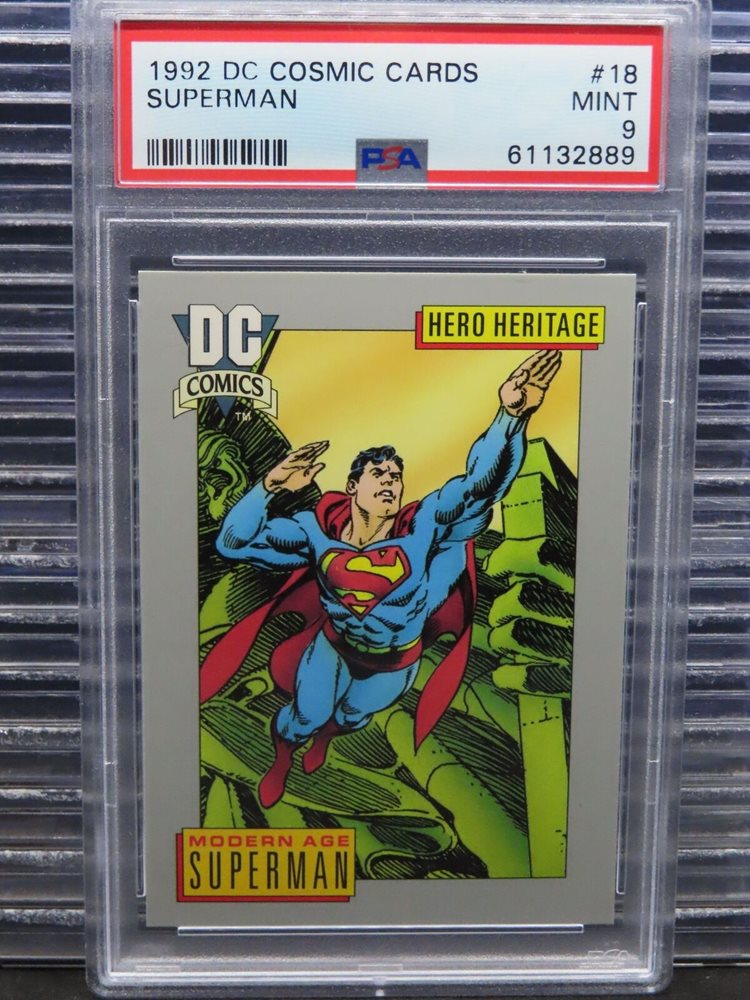 1992 DC COSMIC CARDS #18
SUPERMAN MINT
9
PSA 61132889
DC
COMICS
TM
HERO HERITAGE
MODERN AGE
SUPERMAN